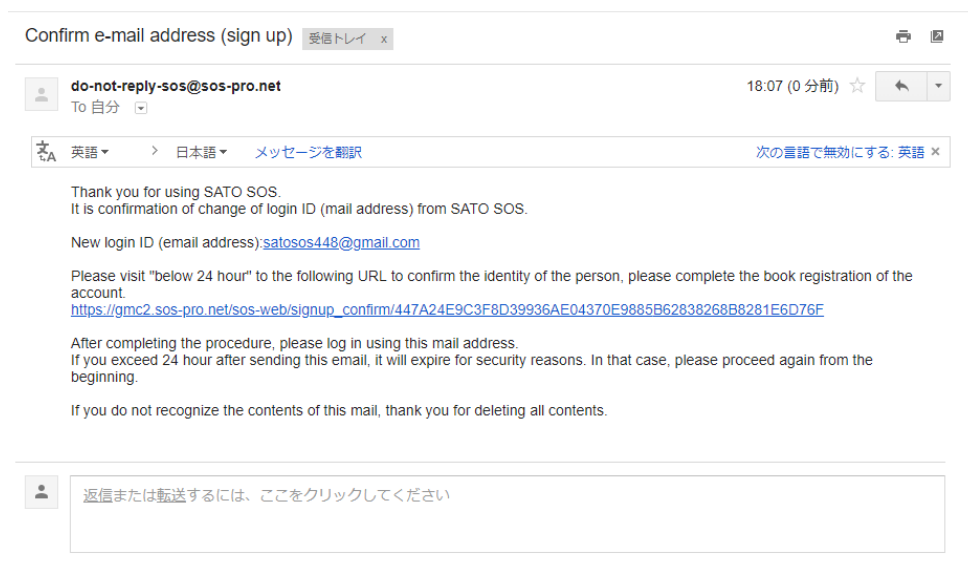 Confirm e-mail address (sign up) 受信トレイ x
do-not-reply-sos@sos-pro.net 18:07 (0 分前)
To 自分
英語 > 日本語 メッセージを翻訳 次の言語で無効にする: 英語 ×
Thank you for using SATO SOS.
It is confirmation of change of login ID (mail address) from SATO SOS.
New login ID (email address):satosos448@gmail.com
Please visit "below 24 hour" to the following URL to confirm the identity of the person, please complete the book registration of the
account.
https://gmc2.sos-pro.net/sos-web/signup_confirm/447A24E9C3F8D39936AE04370E9885B62838268B8281E6D76F
After completing the procedure, please log in using this mail address.
If you exceed 24 hour after sending this email, it will expire for security reasons. In that case, please proceed again from the
beginning.
If you do not recognize the contents of this mail, thank you for deleting all contents.
返信または転送するには、ここをクリックしてください